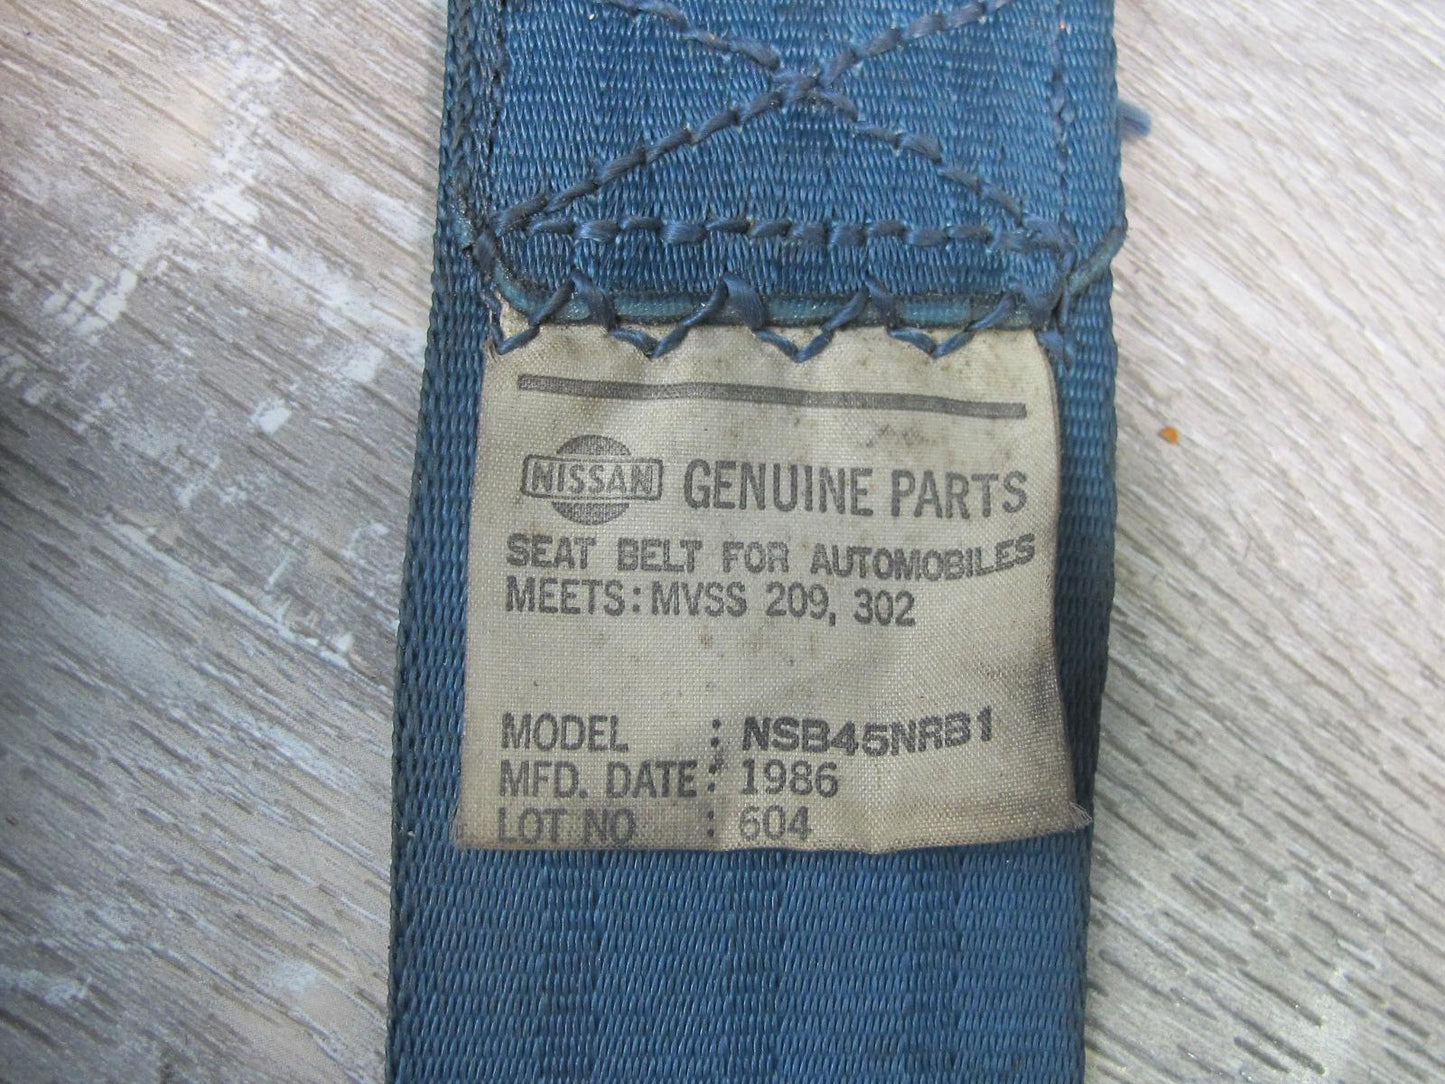 NISSAN GENUINE PARTS
SEAT BELT FOR AUTOMOBILES
MEETS: MVSS 209, 302
MODEL : NSB45NRB1
MFD. DATE: 1986
LOT NO : 604